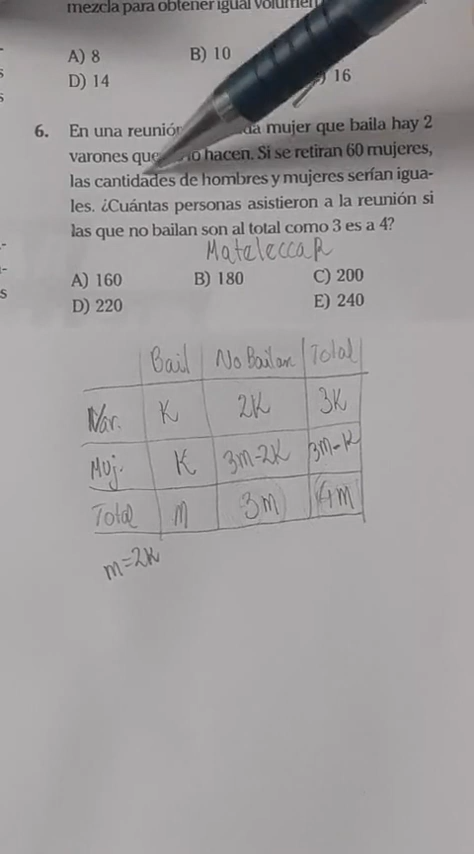 mezcla para obtener igual volumen
A) 8 B) 10
D) 14 16
6. En una reunión mujer que baila hay 2
varones que no hacen. Si se retiran 60 mujeres,
las cantidades de hombres y mujeres serían igua-
les. ¿Cuántas personas asistieron a la reunión si
las que no bailan son al total como 3 es a 4?
MateleccaR
A) 160 B) 180 C) 200
D) 220 E) 240
Bail No Bailan Total
Var. K 2K 3K
Muj. K 3m-2K 3m-K
Total m 3m 4m
m=2K